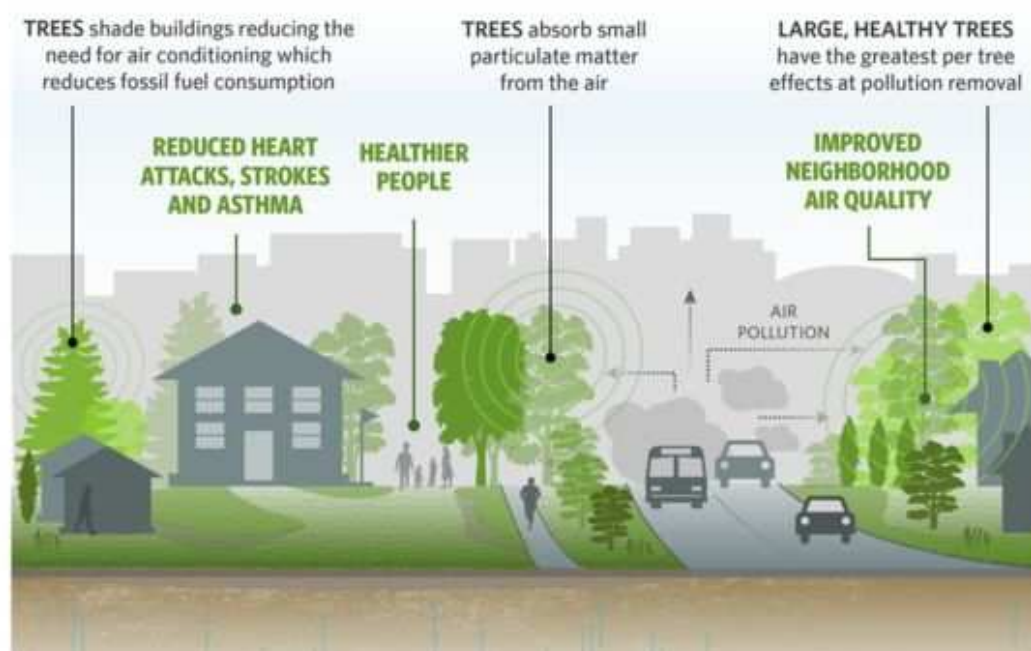 TREES shade buildings reducing the
need for air conditioning which
reduces fossil fuel consumption
TREES absorb small
particulate matter
from the air
LARGE, HEALTHY TREES
have the greatest per tree
effects at pollution removal
REDUCED HEART
ATTACKS, STROKES
AND ASTHMA
HEALTHIER
PEOPLE
IMPROVED
NEIGHBORHOOD
AIR QUALITY
AIR
POLLUTION